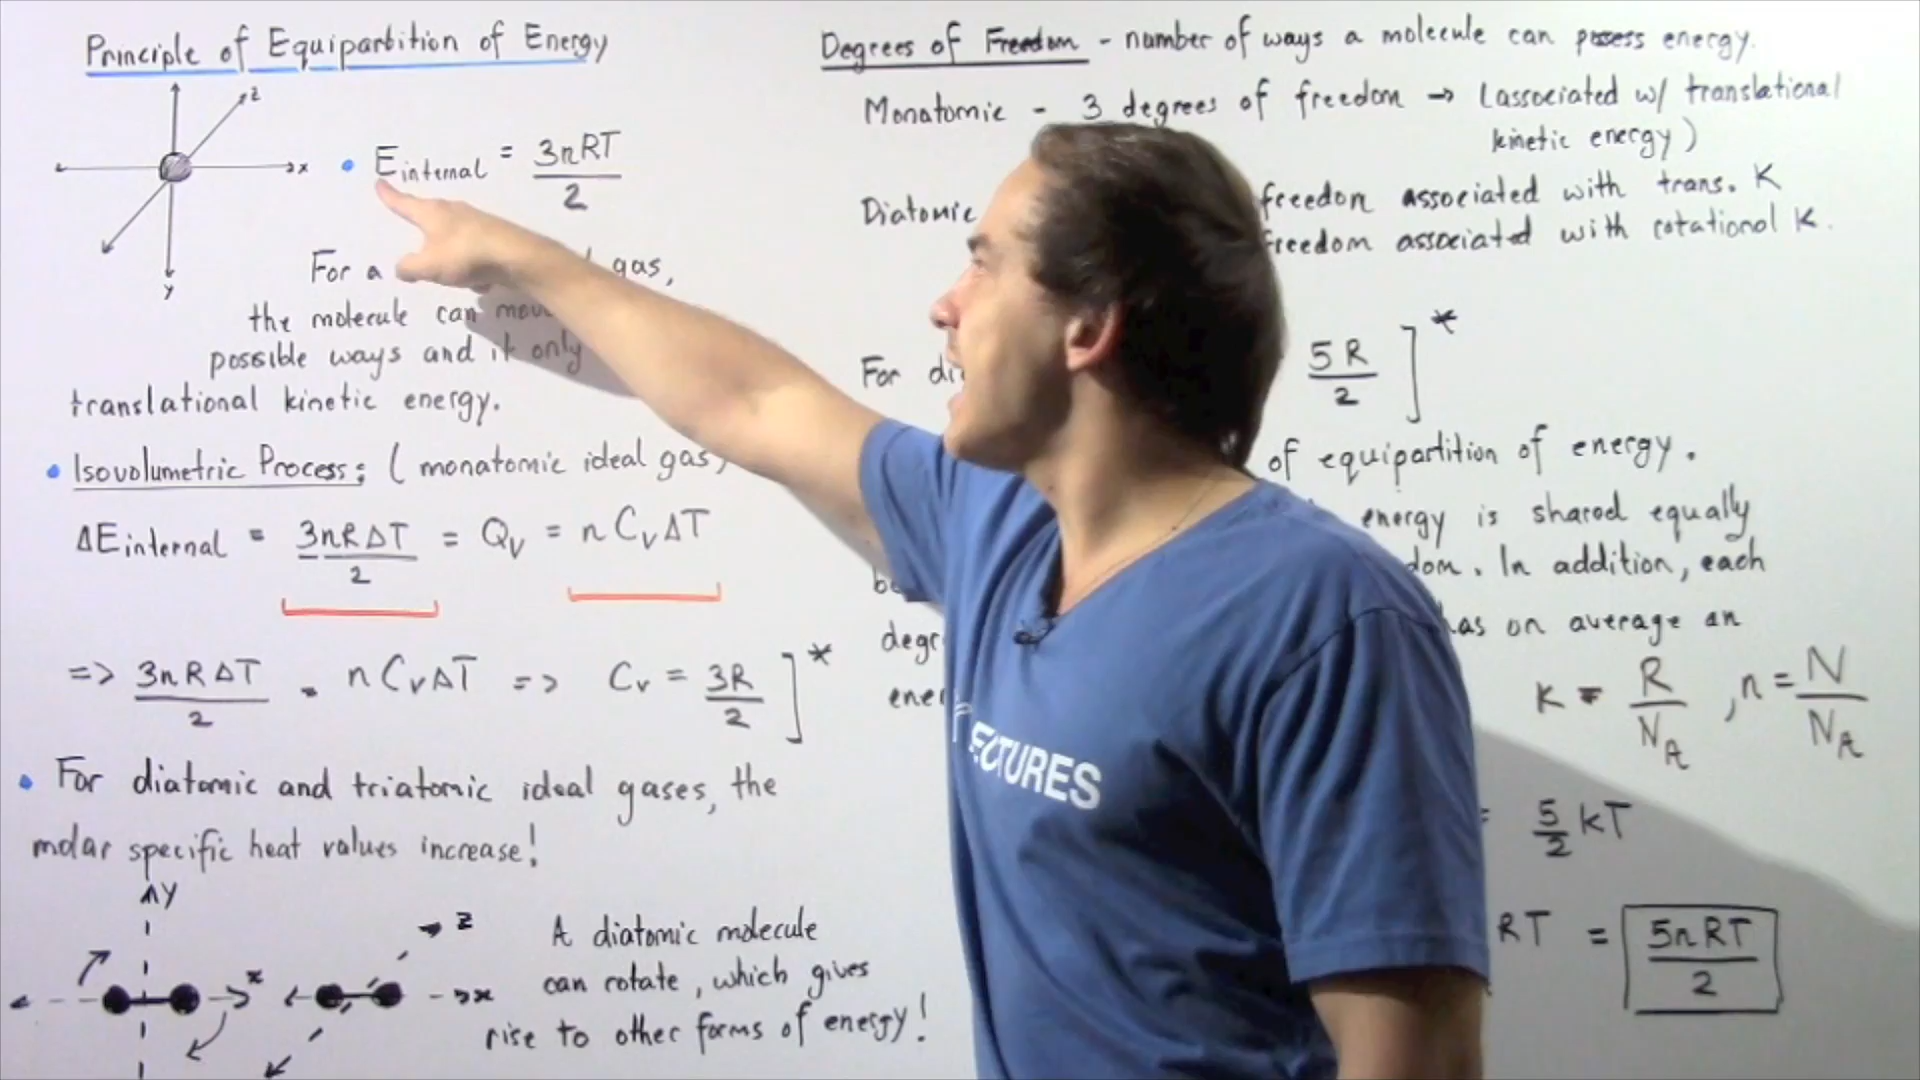 Principle of Equipartition of Energy
z
x
y
• E internal = 3nRT / 2
For a gas,
the molecule can move
possible ways and it only
translational kinetic energy.
• Isovolumetric Process: ( monatomic ideal gas)
ΔE internal = 3nRΔT / 2 = Qv = nCvΔT
=> 3nRΔT / 2 = nCvΔT => Cv = 3R / 2 ] *
• For diatomic and triatomic ideal gases, the
molar specific heat values increase!
y
x
z
x
A diatomic molecule
can rotate, which gives
rise to other forms of energy!
Degrees of Freedom - number of ways a molecule can possess energy.
Monatomic - 3 degrees of freedom → (associated w/ translational
kinetic energy)
Diatomic freedom associated with trans. K
freedom associated with rotational K.
For 5R / 2 ] *
of equipartition of energy.
energy is shared equally
In addition, each
has on average an
K = R / NA , n = N / NA
= 5/2 kT
RT = 5nRT / 2
ECTURES